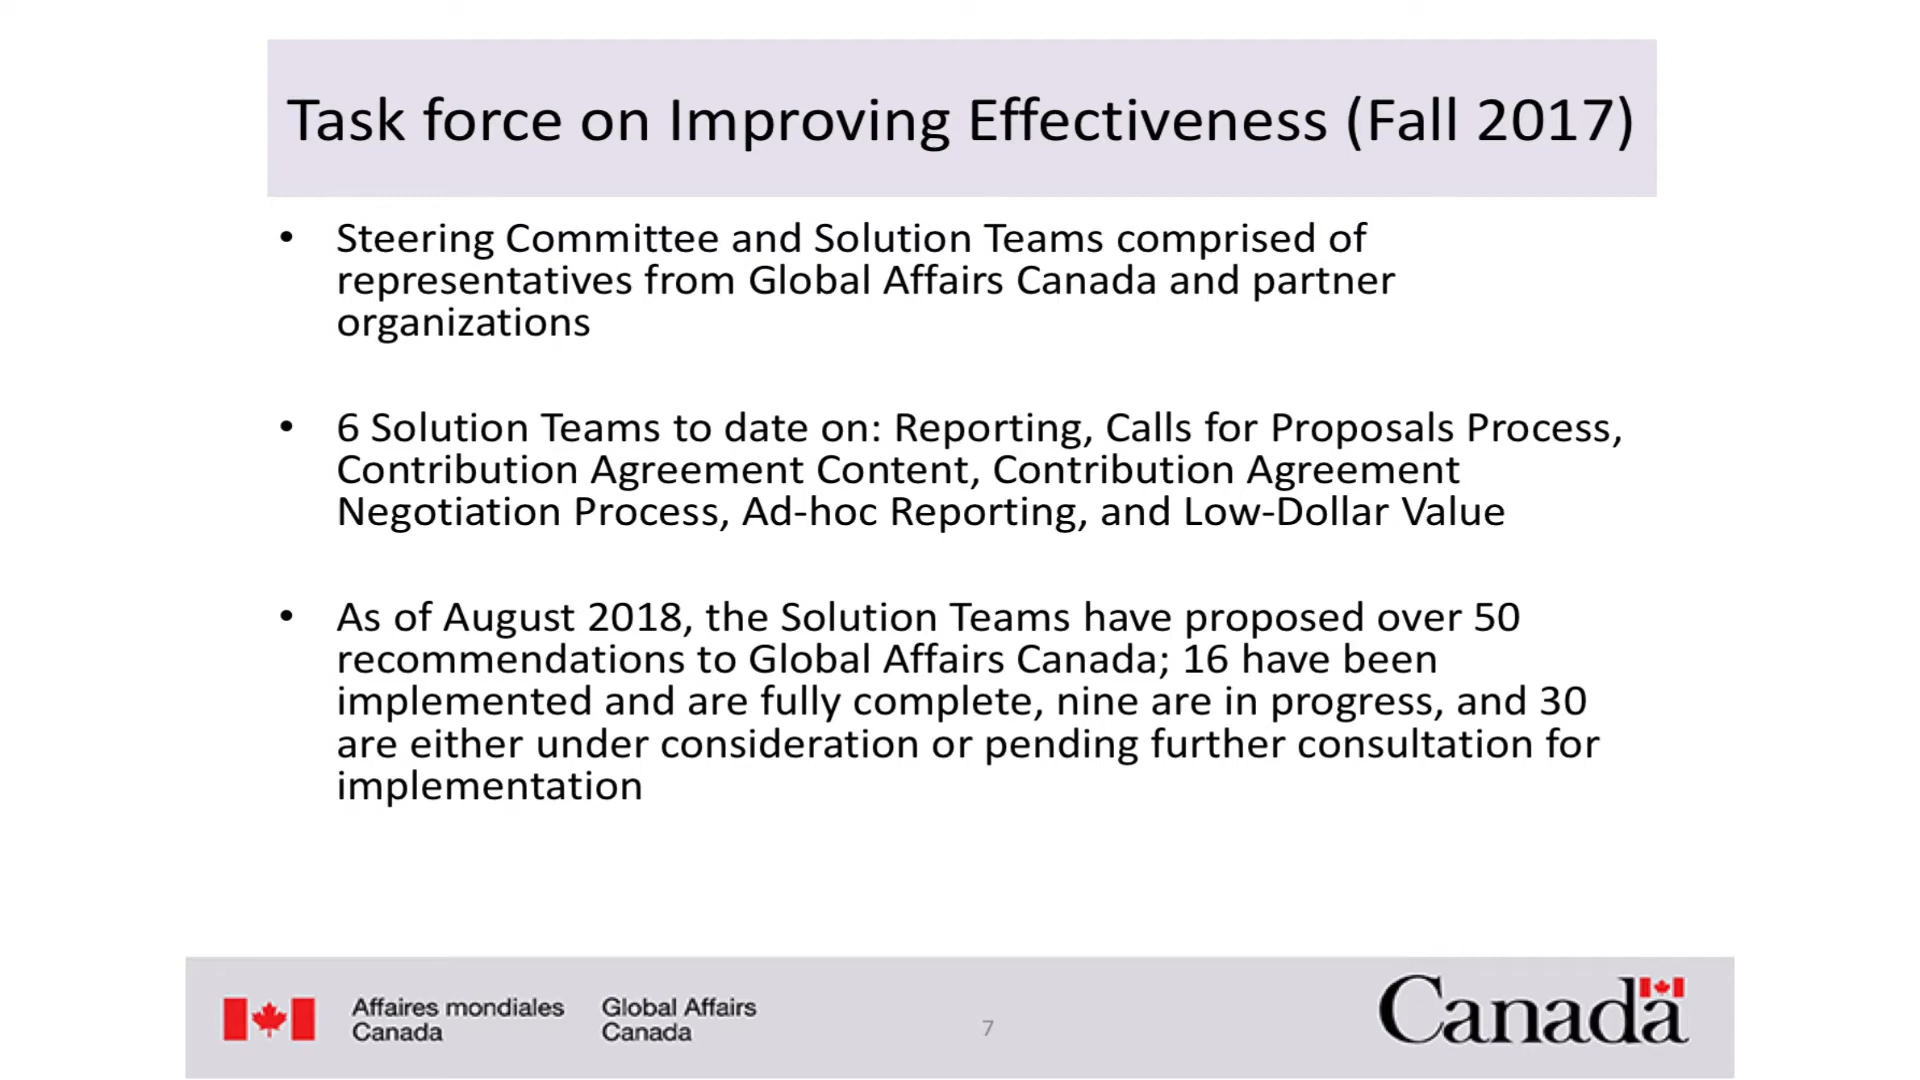 Task force on Improving Effectiveness (Fall 2017)
• Steering Committee and Solution Teams comprised of
representatives from Global Affairs Canada and partner
organizations
• 6 Solution Teams to date on: Reporting, Calls for Proposals Process,
Contribution Agreement Content, Contribution Agreement
Negotiation Process, Ad-hoc Reporting, and Low-Dollar Value
• As of August 2018, the Solution Teams have proposed over 50
recommendations to Global Affairs Canada; 16 have been
implemented and are fully complete, nine are in progress, and 30
are either under consideration or pending further consultation for
implementation
Affaires mondiales
Canada
Global Affairs
Canada
7
Canada